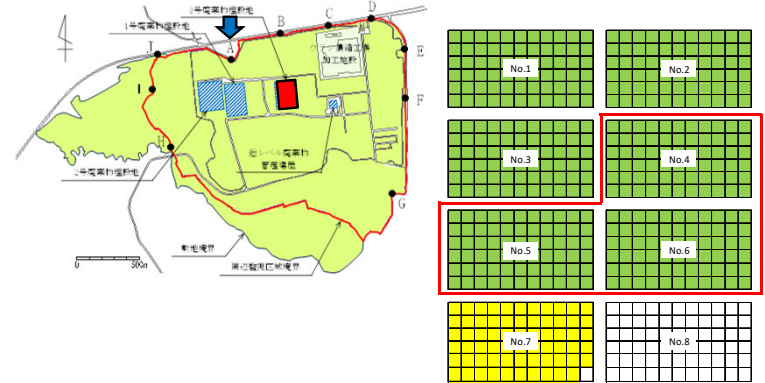 3号廃棄物埋設地
1号廃棄物埋設地
A
B
C
D
E
F
G
H
I
J
ウラン濃縮工場
加工施設
低レベル廃棄物
管理建屋
2号廃棄物埋設地
敷地境界
周辺監視区域境界
0
500m
No.1
No.2
No.3
No.4
No.5
No.6
No.7
No.8